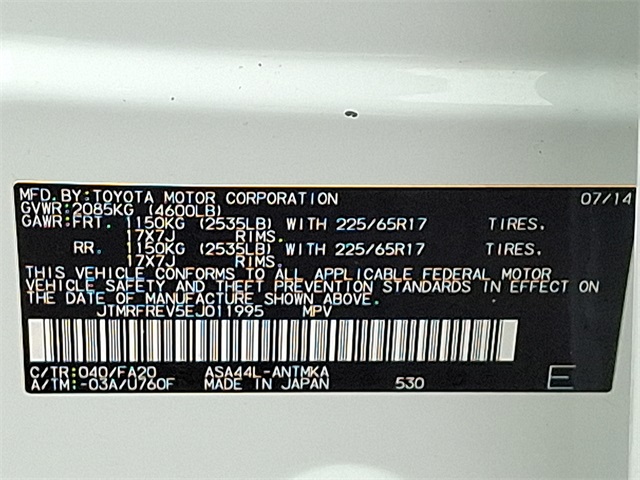 MFD.BY:TOYOTA MOTOR CORPORATION 07/14
GVWR:2085KG (4600LB)
GAWR:FRT. 1150KG (2535LB) WITH 225/65R17 TIRES.
17X7J RIMS.
RR. 1150KG (2535LB) WITH 225/65R17 TIRES.
17X7J RIMS.
THIS VEHICLE CONFORMS TO ALL APPLICABLE FEDERAL MOTOR
VEHICLE SAFETY AND THEFT PREVENTION STANDARDS IN EFFECT ON
THE DATE OF MANUFACTURE SHOWN ABOVE.
JTMRFREV5EJ011995 MPV
C/TR:040/FA20 ASA44L-ANTMKA
A/TM:-03A/U760F MADE IN JAPAN 530 E